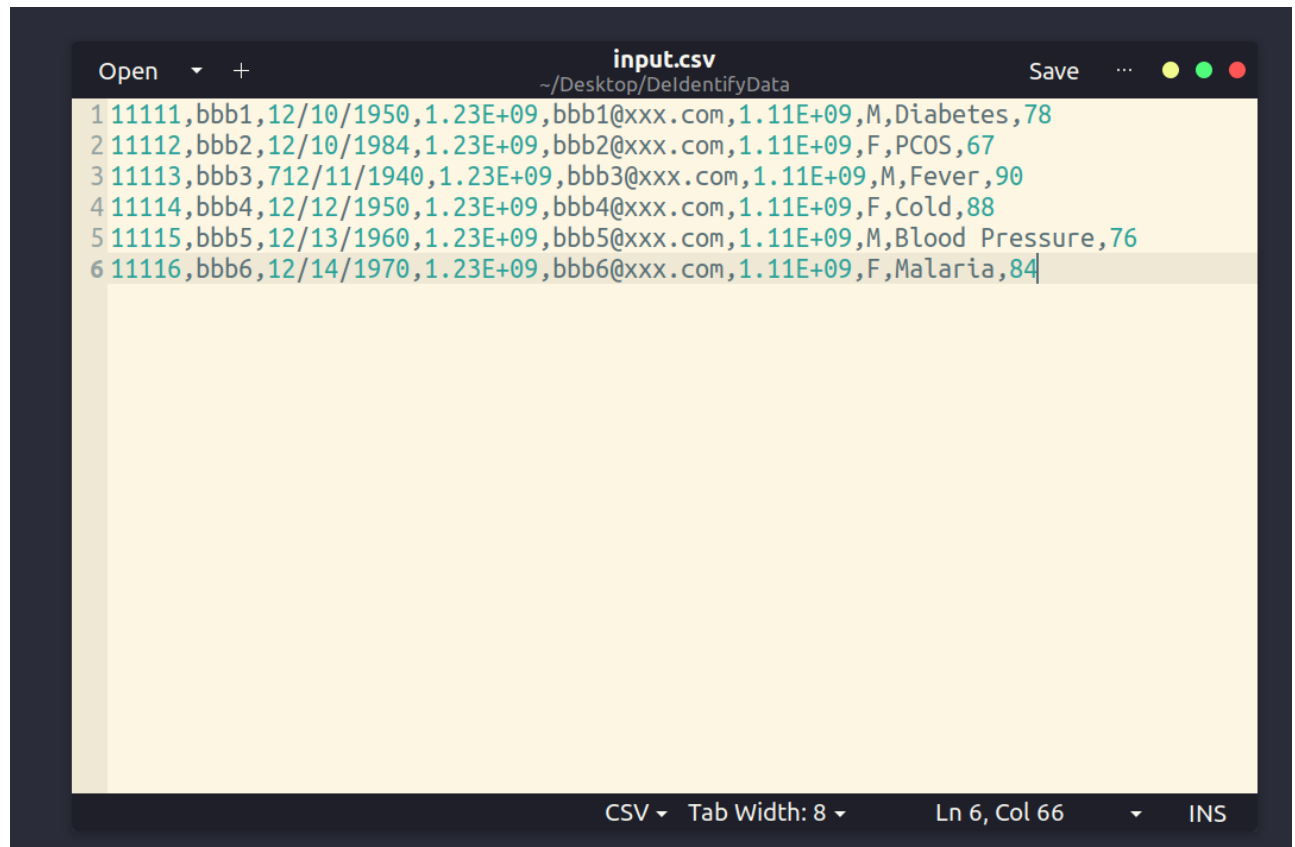 Open +
input.csv
~/Desktop/DeIdentifyData
Save ...
1 11111,bbb1,12/10/1950,1.23E+09,bbb1@xxx.com,1.11E+09,M,Diabetes,78
2 11112,bbb2,12/10/1984,1.23E+09,bbb2@xxx.com,1.11E+09,F,PCOS,67
3 11113,bbb3,712/11/1940,1.23E+09,bbb3@xxx.com,1.11E+09,M,Fever,90
4 11114,bbb4,12/12/1950,1.23E+09,bbb4@xxx.com,1.11E+09,F,Cold,88
5 11115,bbb5,12/13/1960,1.23E+09,bbb5@xxx.com,1.11E+09,M,Blood Pressure,76
6 11116,bbb6,12/14/1970,1.23E+09,bbb6@xxx.com,1.11E+09,F,Malaria,84
CSV Tab Width: 8 Ln 6, Col 66 INS